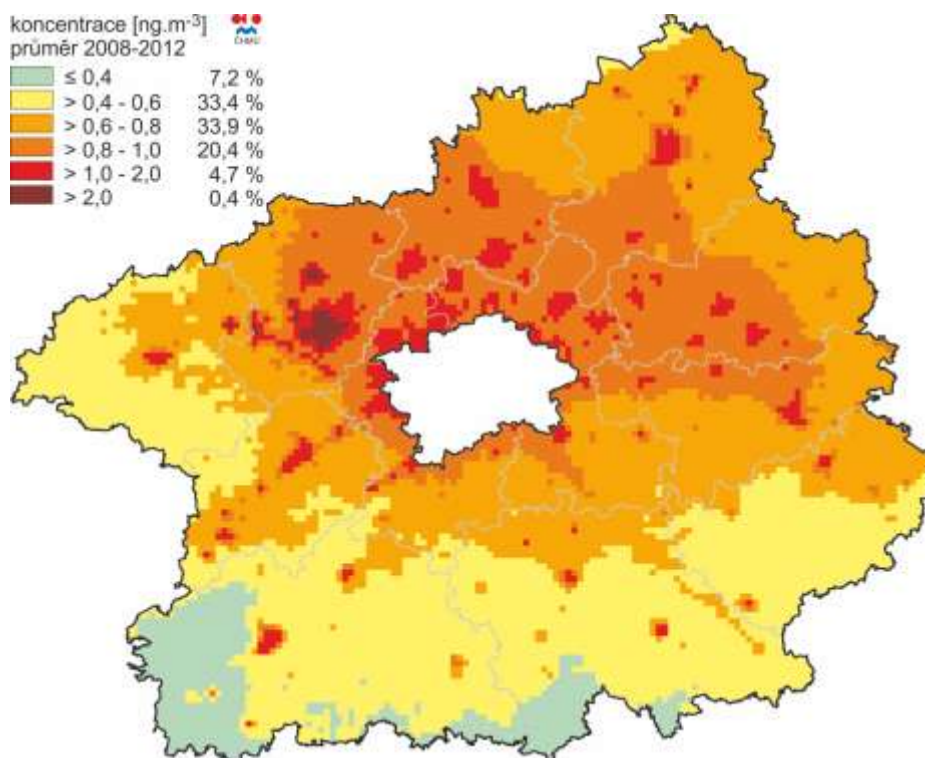 koncentrace [ng.m-3]
ČHMÚ
průměr 2008-2012
≤ 0,4 7,2 %
> 0.4 - 0.6 33,4 %
> 0,6 - 0,8 33,9 %
> 0,8 - 1,0 20,4 %
> 1,0 - 2,0 4,7 %
> 2,0 0,4 %